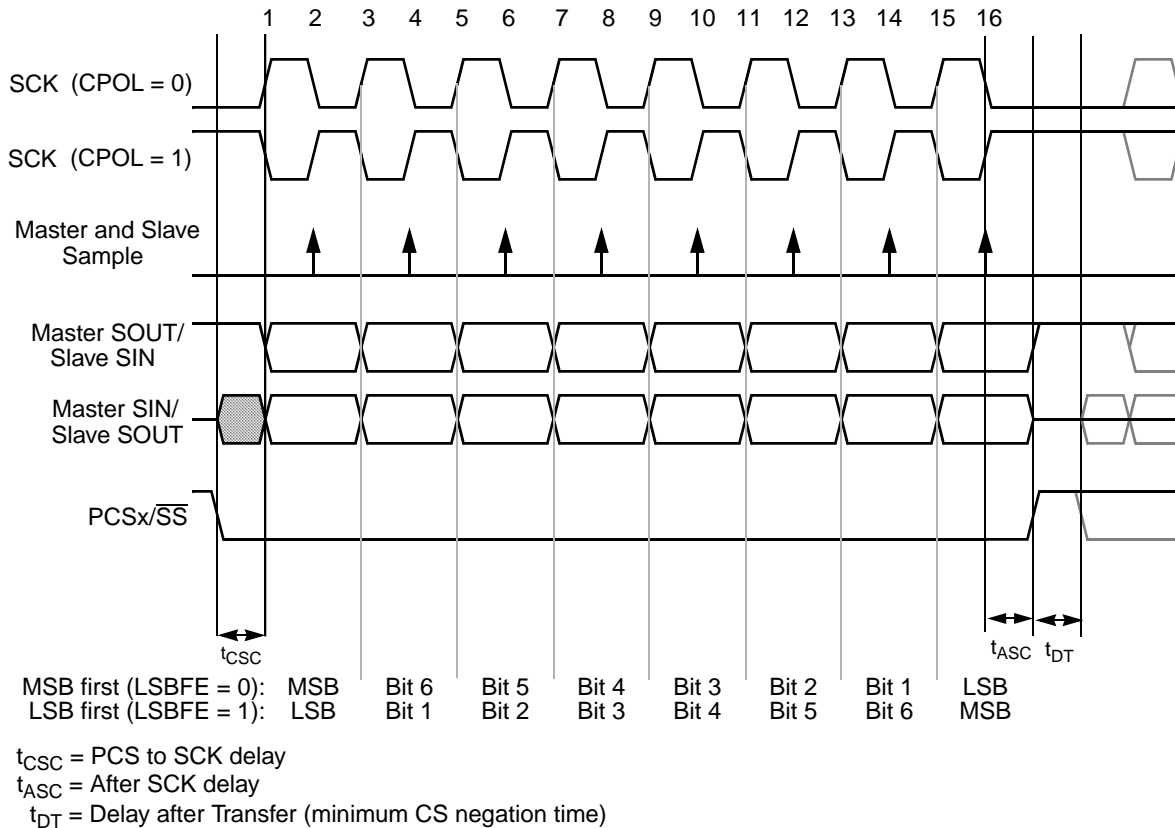 1 2 3 4 5 6 7 8 9 10 11 12 13 14 15 16
SCK (CPOL = 0)
SCK (CPOL = 1)
Master and Slave
Sample
Master SOUT/
Slave SIN
Master SIN/
Slave SOUT
PCSx/SS
tCSC
tASC tDT
MSB first (LSBFE = 0): MSB Bit 6 Bit 5 Bit 4 Bit 3 Bit 2 Bit 1 LSB
LSB first (LSBFE = 1): LSB Bit 1 Bit 2 Bit 3 Bit 4 Bit 5 Bit 6 MSB
tCSC = PCS to SCK delay
tASC = After SCK delay
tDT = Delay after Transfer (minimum CS negation time)